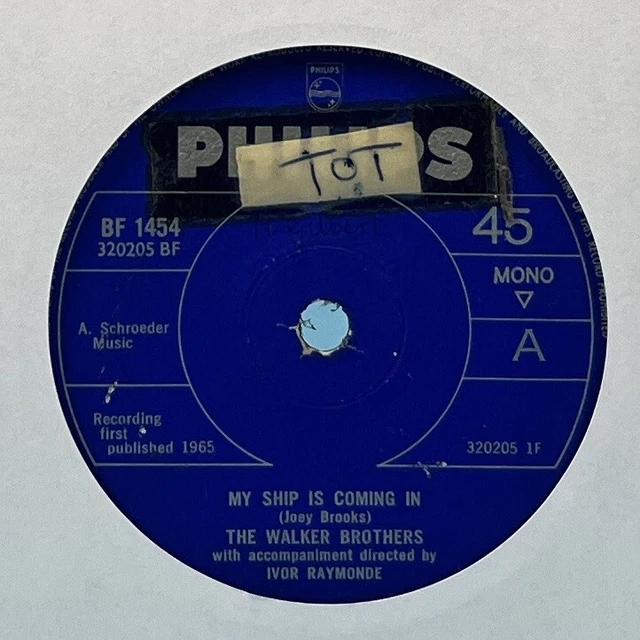 PHILIPS
PHILIPS
TOT
BF 1454
320205 BF
45
MONO
A
A. Schroeder
Music
Recording
first
published 1965
320205 1F
MY SHIP IS COMING IN
(Joey Brooks)
THE WALKER BROTHERS
with accompaniment directed by
IVOR RAYMONDE